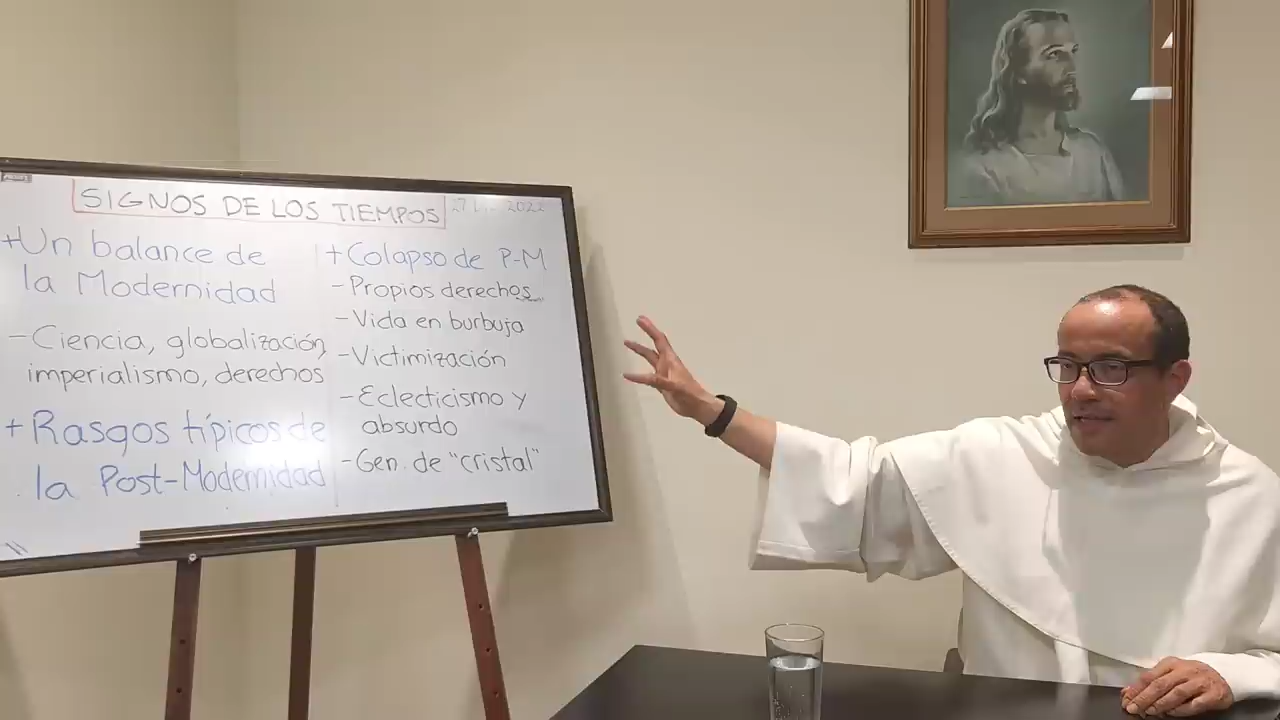 SIGNOS DE LOS TIEMPOS
2022
+Un balance de
la Modernidad
-Ciencia, globalización,
imperialismo, derechos
+Rasgos típicos de
la Post-Modernidad
+Colapso de P-M
-Propios derechos
-Vida en burbuja
-Victimización
-Eclecticismo y
absurdo
-Gen. de "cristal"